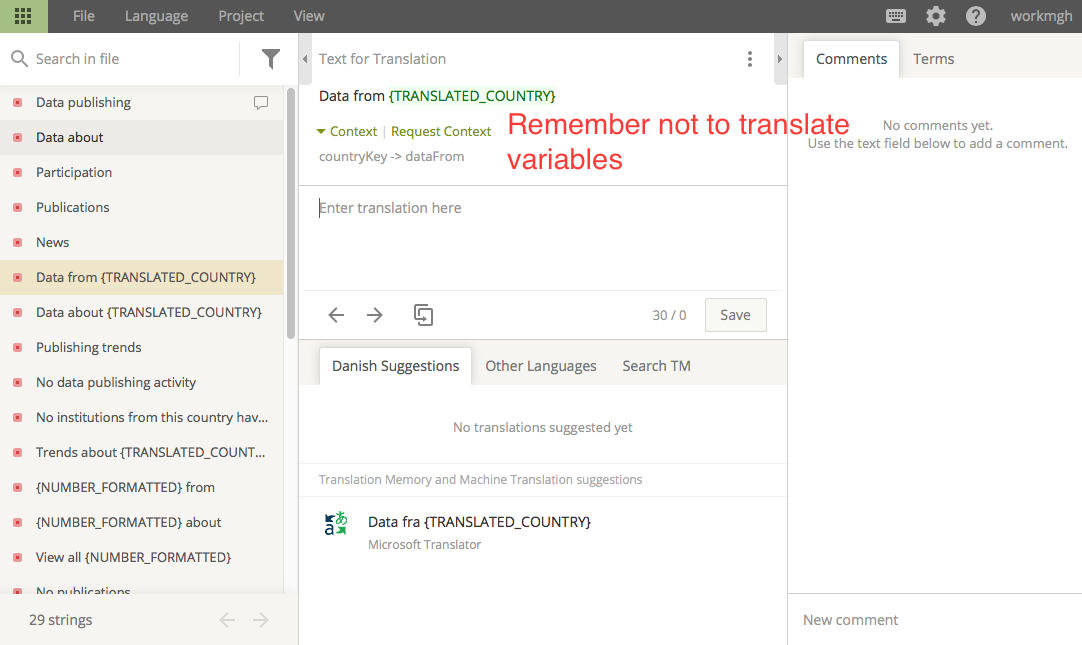 File Language Project View workmgh
Search in file
Data publishing
Data about
Participation
Publications
News
Data from {TRANSLATED_COUNTRY}
Data about {TRANSLATED_COUNTRY}
Publishing trends
No data publishing activity
No institutions from this country hav...
Trends about {TRANSLATED_COUNT...
{NUMBER_FORMATTED} from
{NUMBER_FORMATTED} about
View all {NUMBER_FORMATTED}
No publications
29 strings
Text for Translation
Data from {TRANSLATED_COUNTRY}
Context | Request Context
countryKey -> dataFrom
Remember not to translate
variables
Enter translation here
30 / 0 Save
Danish Suggestions Other Languages Search TM
No translations suggested yet
Translation Memory and Machine Translation suggestions
Data fra {TRANSLATED_COUNTRY}
Microsoft Translator
Comments Terms
No comments yet.
Use the text field below to add a comment.
New comment